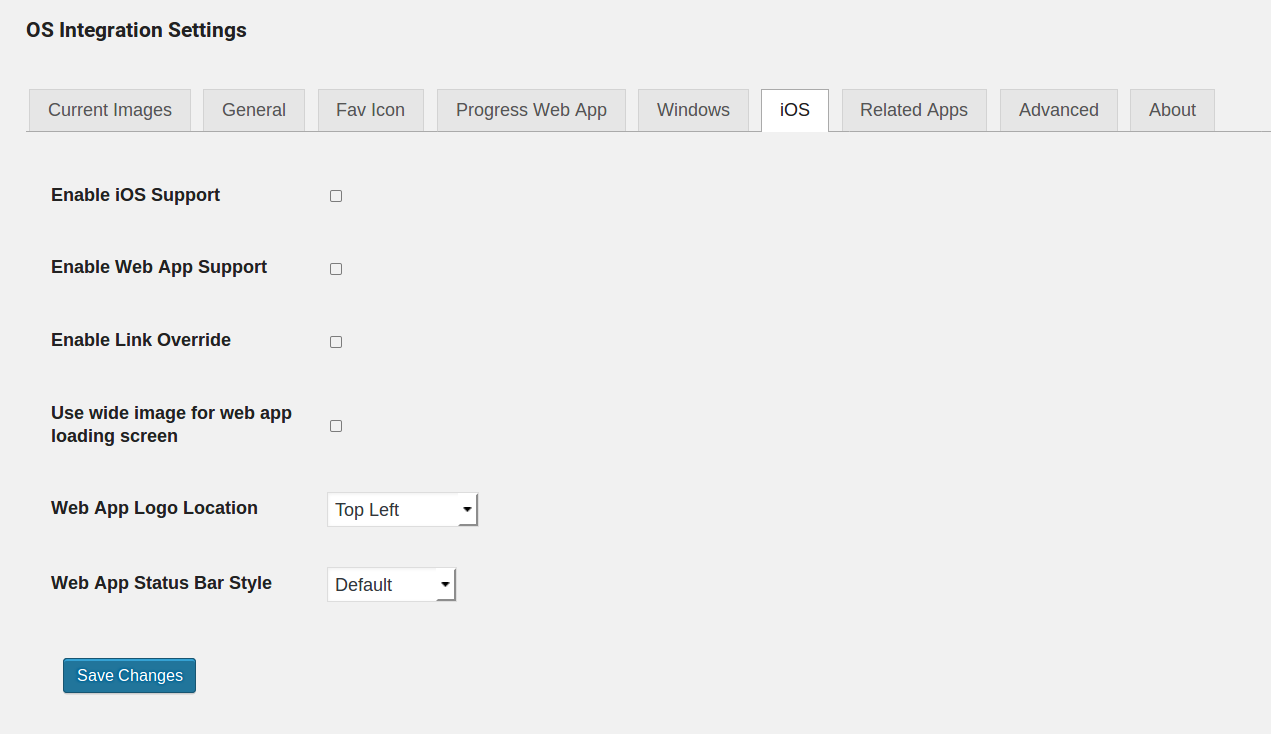 OS Integration Settings
Current Images General Fav Icon Progress Web App Windows iOS Related Apps Advanced About
Enable iOS Support
Enable Web App Support
Enable Link Override
Use wide image for web app
loading screen
Web App Logo Location Top Left
Web App Status Bar Style Default
Save Changes